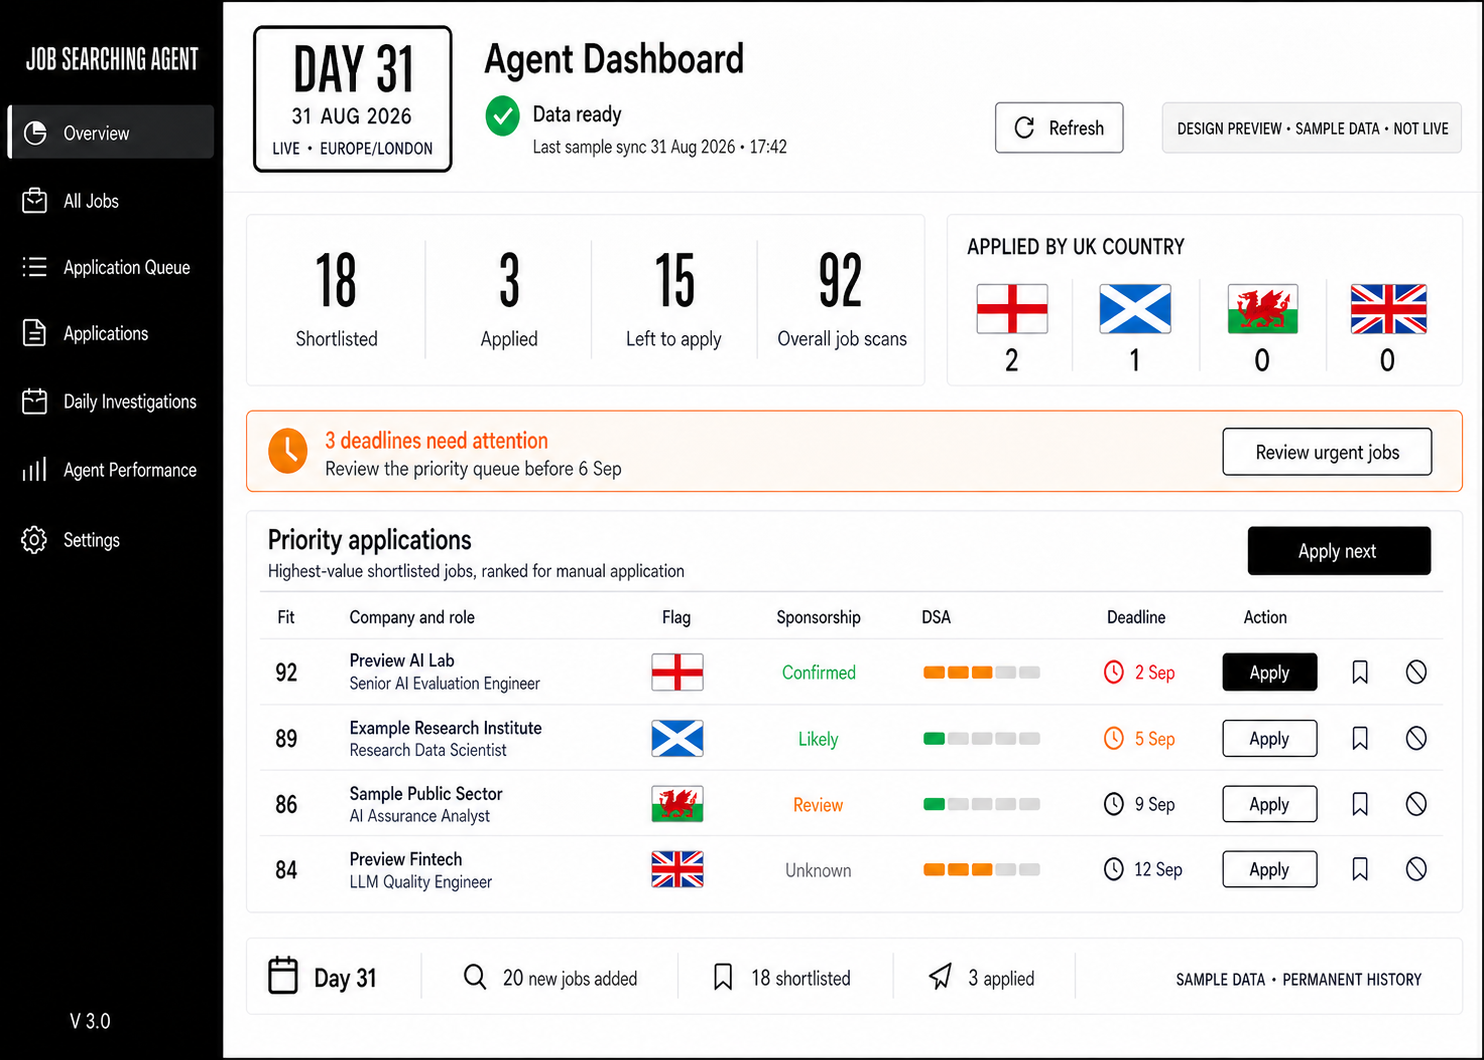 JOB SEARCHING AGENT
Overview
All Jobs
Application Queue
Applications
Daily Investigations
Agent Performance
Settings
V 3.0
DAY 31
31 AUG 2026
LIVE • EUROPE/LONDON
Agent Dashboard
Data ready
Last sample sync 31 Aug 2026 • 17:42
Refresh
DESIGN PREVIEW • SAMPLE DATA • NOT LIVE
18
Shortlisted
3
Applied
15
Left to apply
92
Overall job scans
APPLIED BY UK COUNTRY
2 1 0 0
3 deadlines need attention
Review the priority queue before 6 Sep
Review urgent jobs
Priority applications
Highest-value shortlisted jobs, ranked for manual application
Apply next
Fit Company and role Flag Sponsorship DSA Deadline Action
92 Preview AI Lab Confirmed 2 Sep Apply
Senior AI Evaluation Engineer
89 Example Research Institute Likely 5 Sep Apply
Research Data Scientist
86 Sample Public Sector Review 9 Sep Apply
AI Assurance Analyst
84 Preview Fintech Unknown 12 Sep Apply
LLM Quality Engineer
Day 31 20 new jobs added 18 shortlisted 3 applied SAMPLE DATA • PERMANENT HISTORY